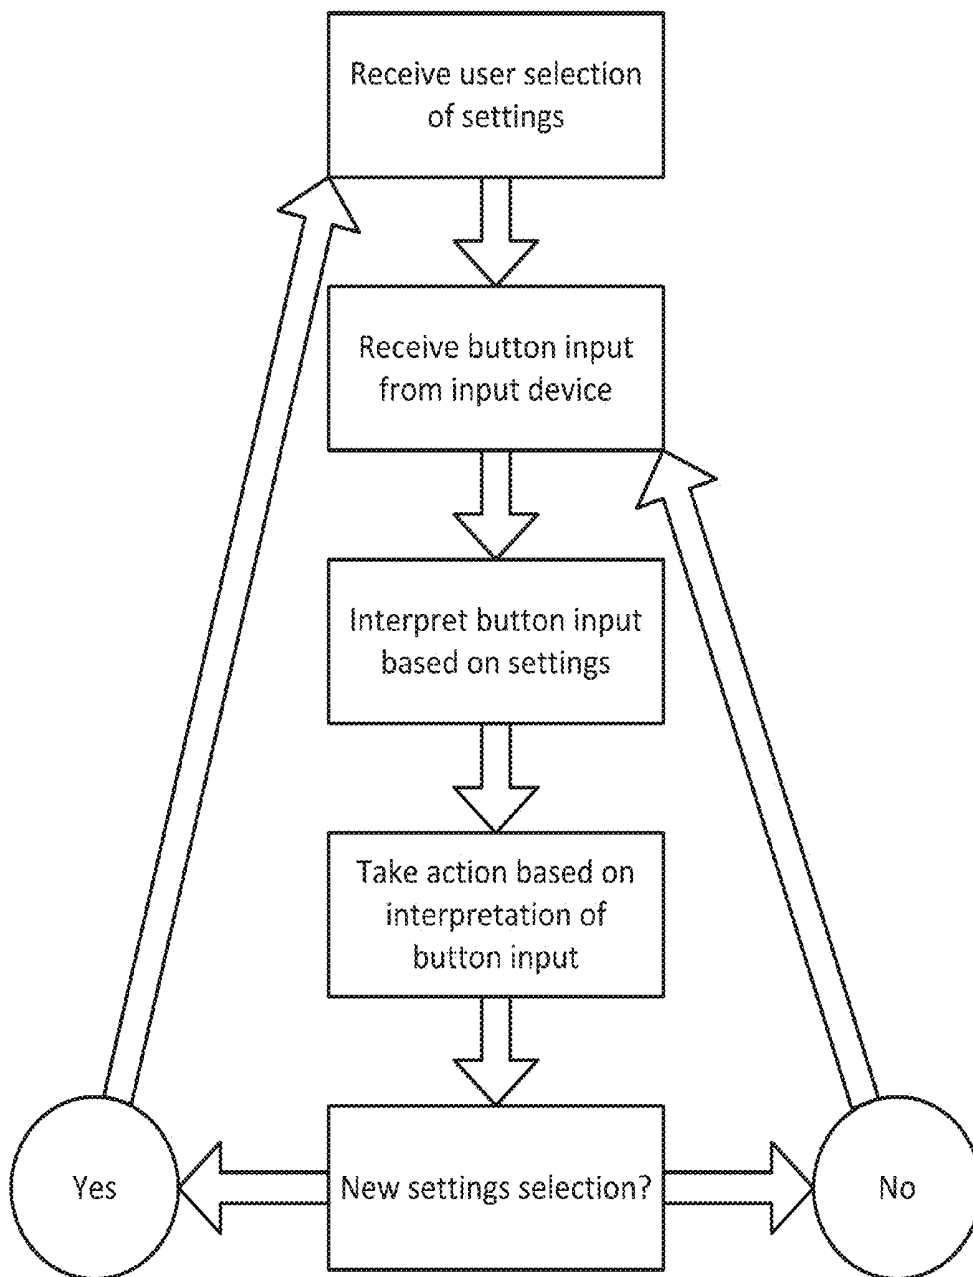 Receive user selection
of settings
Receive button input
from input device
Interpret button input
based on settings
Take action based on
interpretation of
button input
Yes
New settings selection?
No